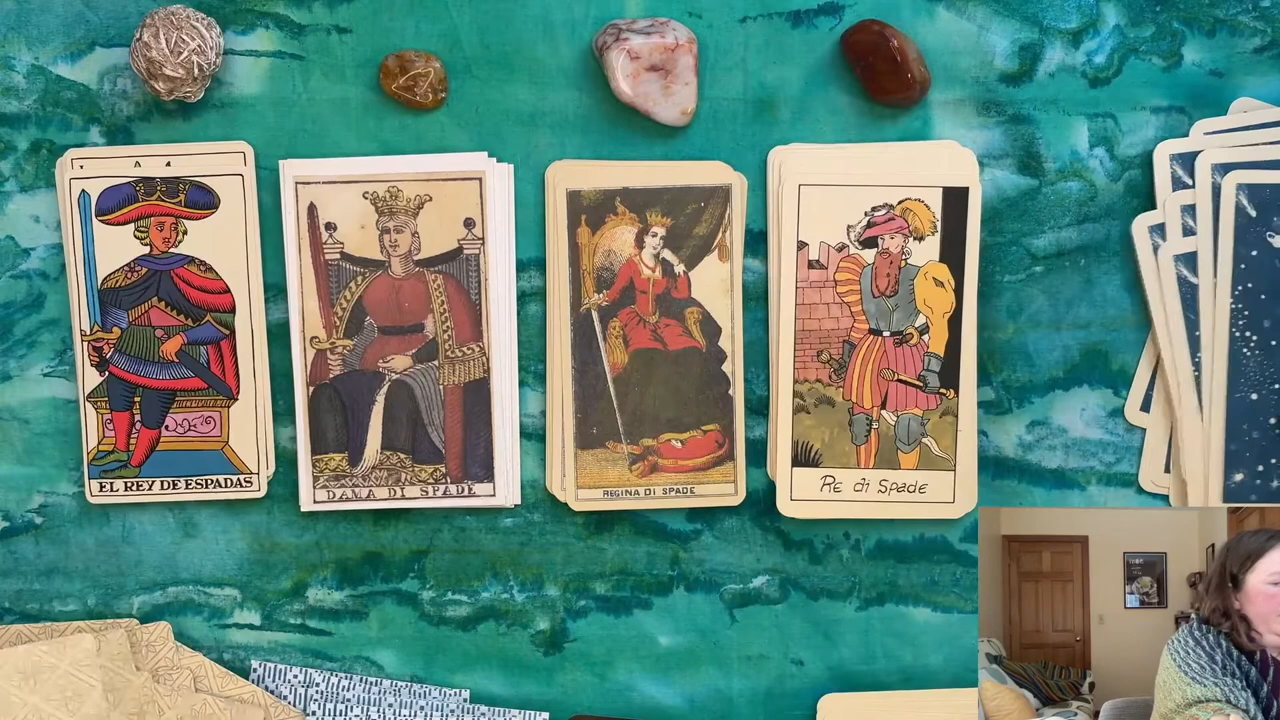 EL REY DE ESPADAS
DAMA DI SPADE
REGINA DI SPADE
Re di Spade